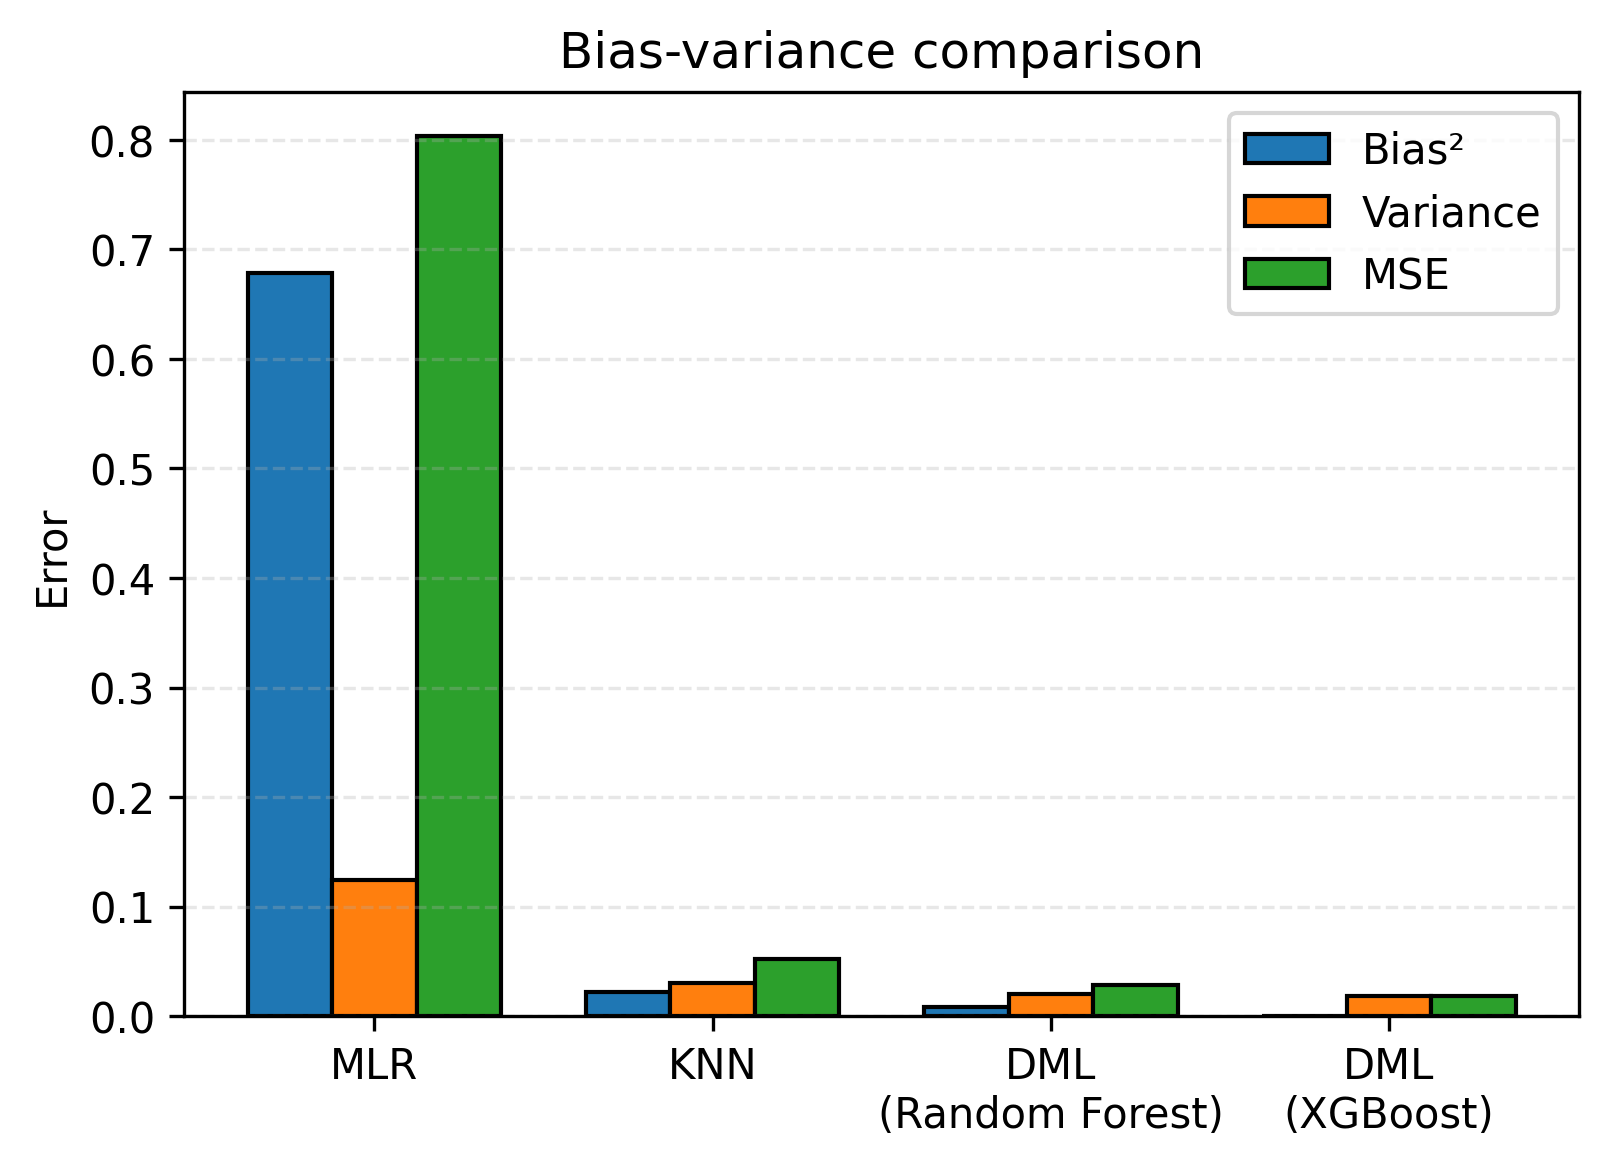 Bias-variance comparison
Bias²
Variance
MSE
Error
0.8
0.7
0.6
0.5
0.4
0.3
0.2
0.1
0.0
MLR
KNN
DML
(Random Forest)
DML
(XGBoost)